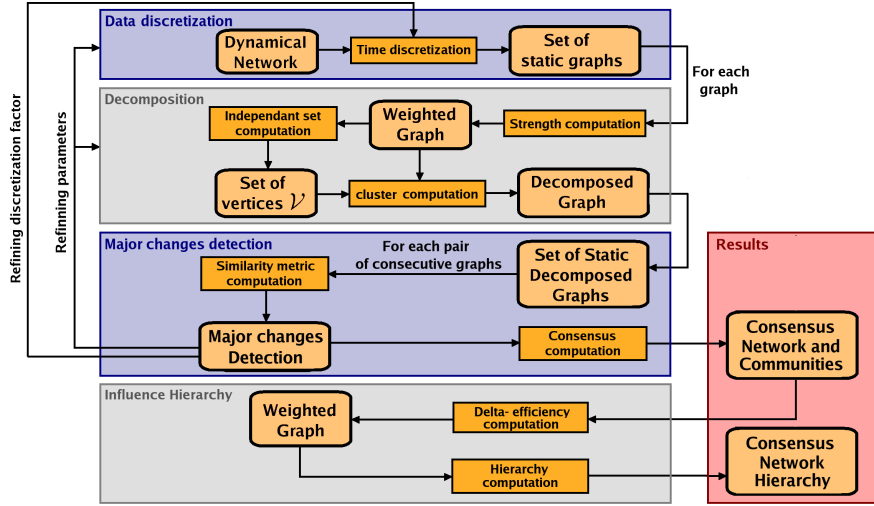 Data discretization
Dynamical
Network
Time discretization
Set of
static graphs
For each
graph
Decomposition
Independant set
computation
Weighted
Graph
Strength computation
Set of
vertices 𝒱
cluster computation
Decomposed
Graph
Refining discretization factor
Refinning parameters
Major changes detection
For each pair
of consecutive graphs
Similarity metric
computation
Set of Static
Decomposed
Graphs
Major changes
Detection
Consensus
computation
Results
Consensus
Network and
Communities
Influence Hierarchy
Weighted
Graph
Delta- efficiency
computation
Hierarchy
computation
Consensus
Network
Hierarchy